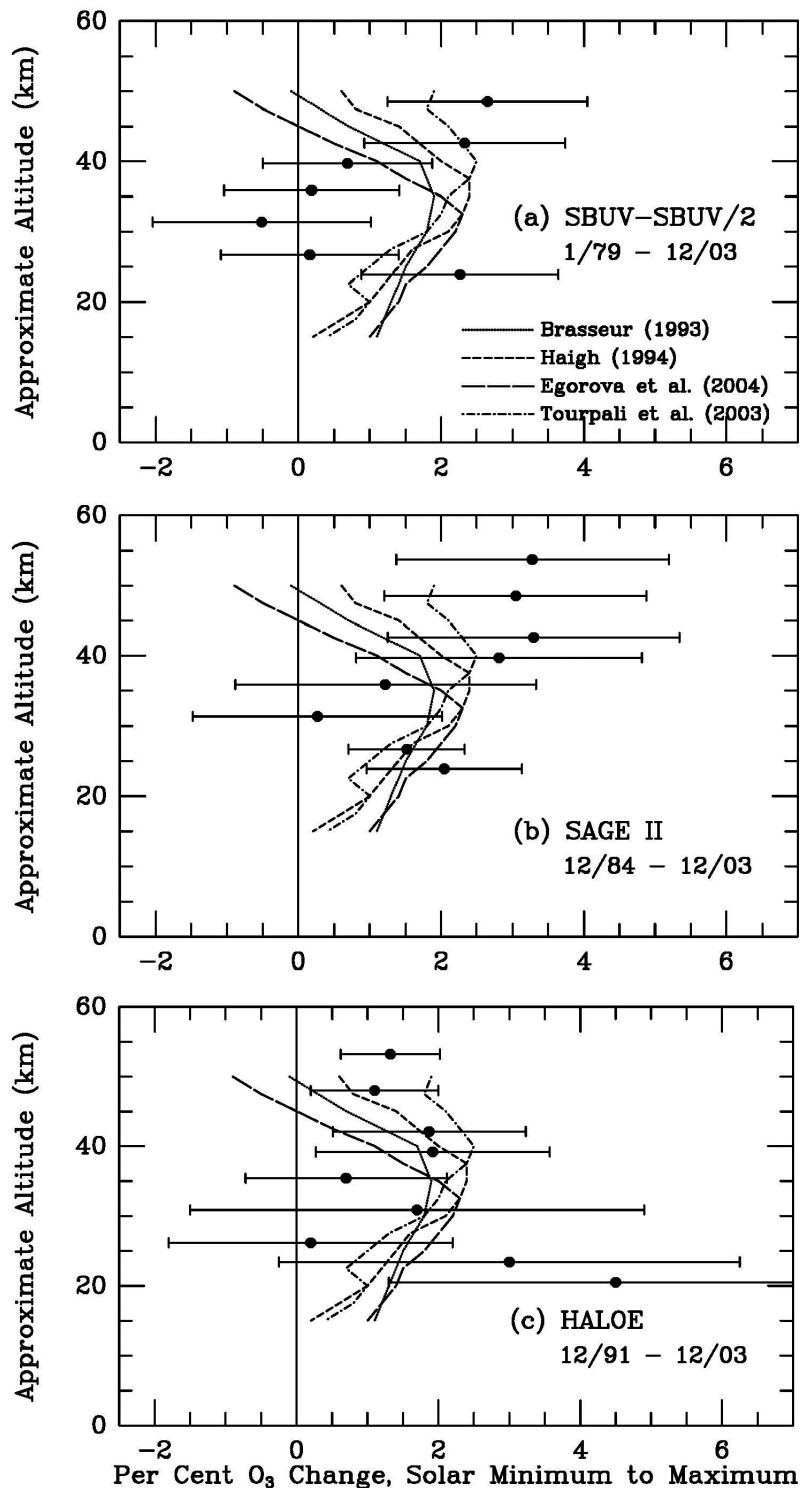 60
40
20
0
-2
0
2
4
6
Approximate Altitude (km)
(a) SBUV-SBUV/2
1/79 - 12/03
Brasseur (1993)
Haigh (1994)
Egorova et al. (2004)
Tourpali et al. (2003)
60
40
20
0
-2
0
2
4
6
Approximate Altitude (km)
(b) SAGE II
12/84 - 12/03
60
40
20
0
-2
0
2
4
6
Approximate Altitude (km)
(c) HALOE
12/91 - 12/03
Per Cent O₃ Change, Solar Minimum to Maximum